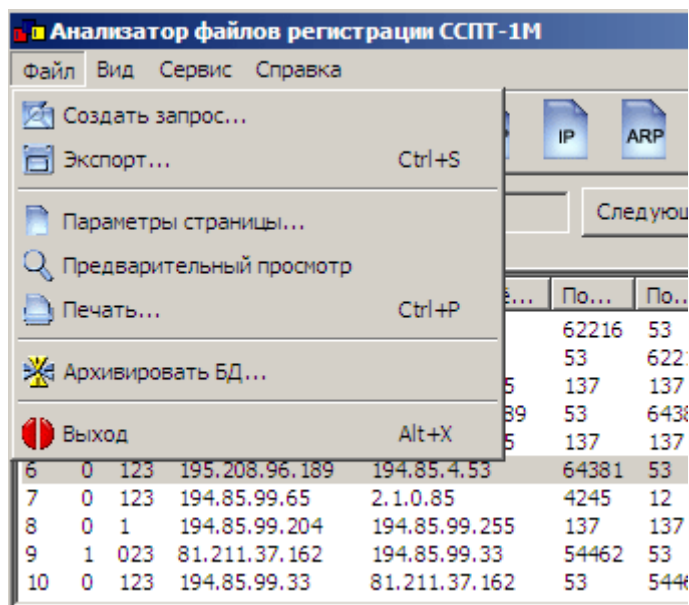 Анализатор файлов регистрации ССПТ-1М
Файл Вид Сервис Справка
Создать запрос...
IP ARP
Экспорт... Ctrl+S
Параметры страницы...
Предварительный просмотр
По... По...
Печать... Ctrl+P
62216 53
53
Архивировать БД...
5 137 137
89 53
Выход Alt+X
5 137 137
6 0 123 195.208.96.189 194.85.4.53 64381 53
7 0 123 194.85.99.65 2.1.0.85 4245 12
8 0 1 194.85.99.204 194.85.99.255 137 137
9 1 023 81.211.37.162 194.85.99.33 54462 53
10 0 123 194.85.99.33 81.211.37.162 53